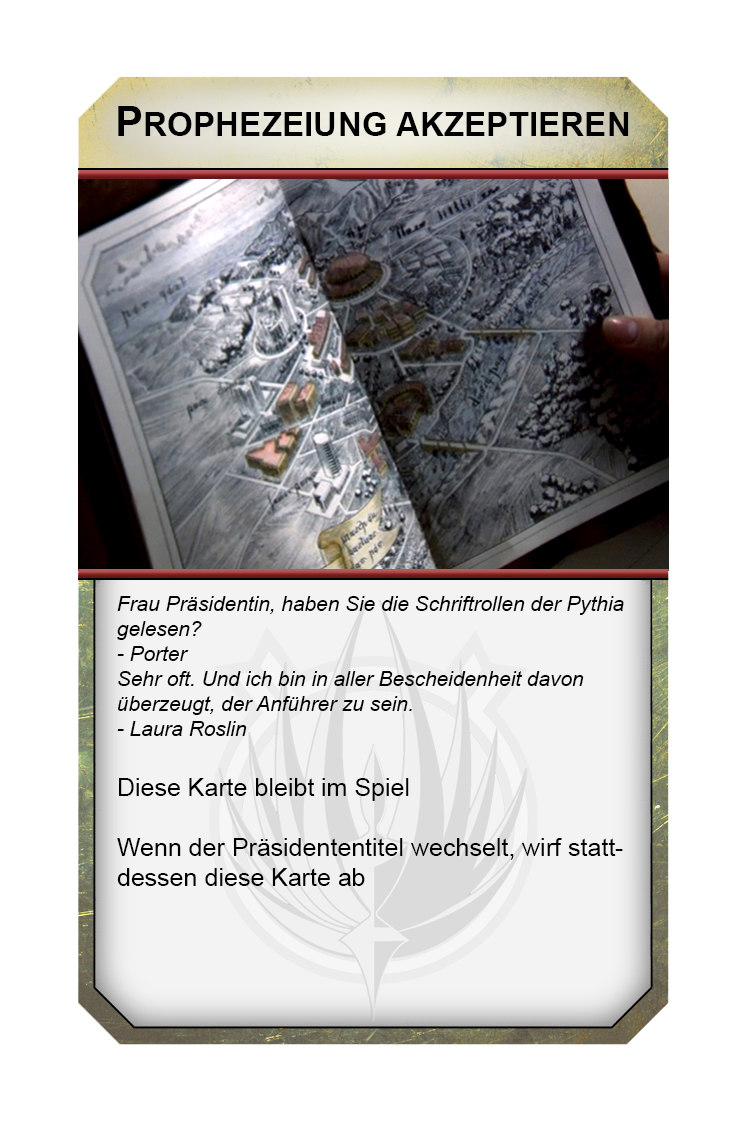 PROPHEZEIUNG AKZEPTIEREN
Frau Präsidentin, haben Sie die Schriftrollen der Pythia
gelesen?
- Porter
Sehr oft. Und ich bin in aller Bescheidenheit davon
überzeugt, der Anführer zu sein.
- Laura Roslin
Diese Karte bleibt im Spiel
Wenn der Präsidententitel wechselt, wirf statt-
dessen diese Karte ab